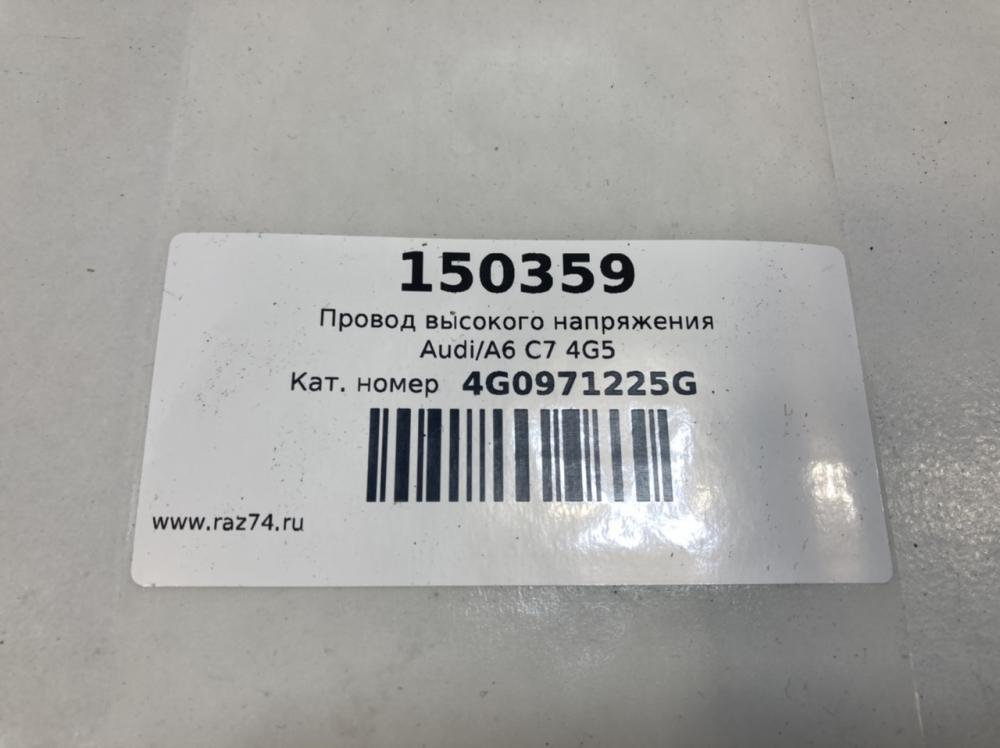 150359
Провод высокого напряжения
Audi/A6 C7 4G5
Кат. номер 4G0971225G
www.raz74.ru